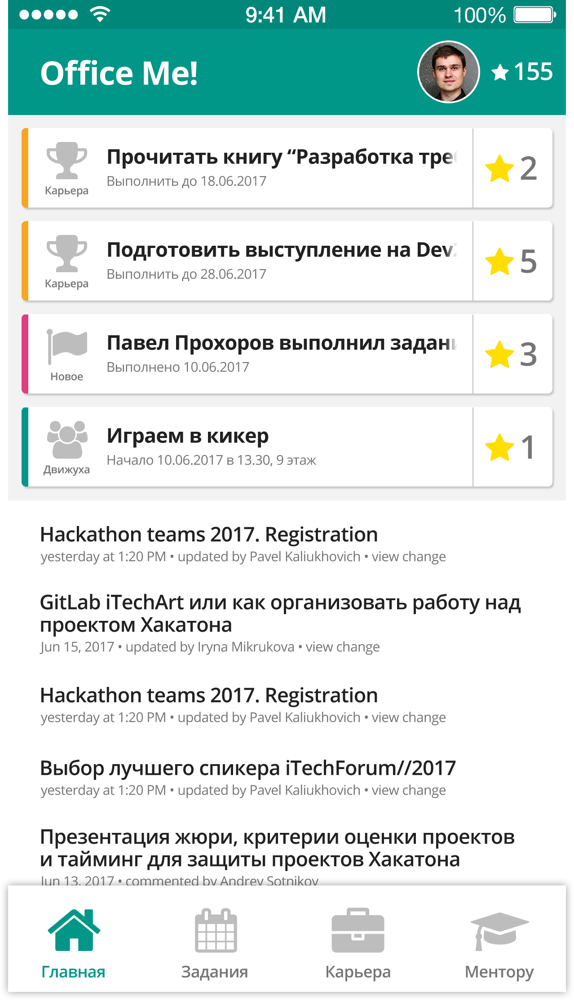 9:41 AM 100%
Office Me! 155
Прочитать книгу “Разработка тре
Выполнить до 18.06.2017
Карьера
2
Подготовить выступление на Dev
Выполнить до 28.06.2017
Карьера
5
Павел Прохоров выполнил задан
Выполнено 10.06.2017
Новое
3
Играем в кикер
Начало 10.06.2017 в 13.30, 9 этаж
Движуха
1
Hackathon teams 2017. Registration
yesterday at 1:20 PM • updated by Pavel Kaliukhovich • view change
GitLab iTechArt или как организовать работу над
проектом Хакатона
Jun 15, 2017 • updated by Iryna Mikrukova • view change
Hackathon teams 2017. Registration
yesterday at 1:20 PM • updated by Pavel Kaliukhovich • view change
Выбор лучшего спикера iTechForum//2017
yesterday at 1:20 PM • updated by Pavel Kaliukhovich • view change
Презентация жюри, критерии оценки проектов
и тайминг для защиты проектов Хакатона
Jun 13, 2017 • commented by Andrey Sotnikov
Главная Задания Карьера Ментору